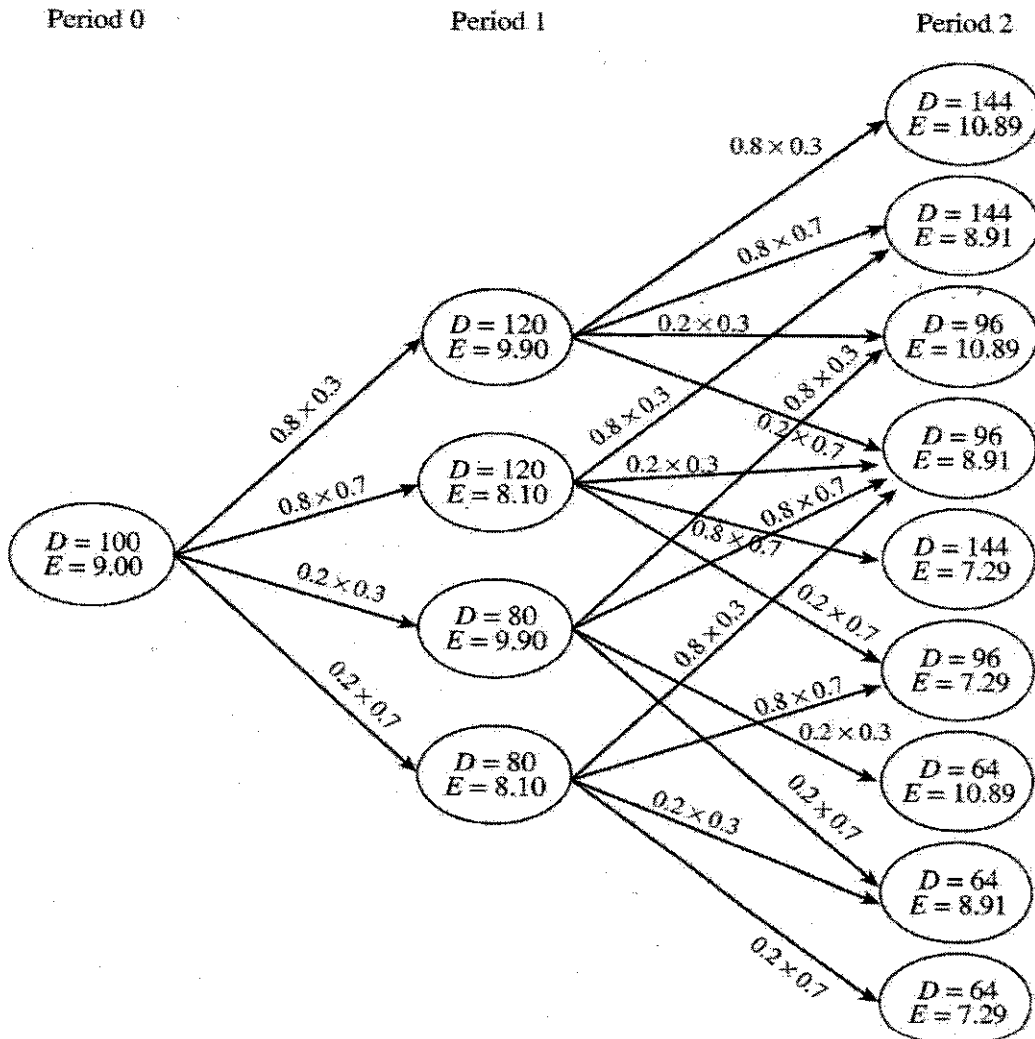 Period 0
Period 1
Period 2
D = 100
E = 9.00
0.8 × 0.3
0.8 × 0.7
0.2 × 0.3
0.2 × 0.7
D = 120
E = 9.90
D = 120
E = 8.10
D = 80
E = 9.90
D = 80
E = 8.10
0.8 × 0.3
0.8 × 0.7
0.2 × 0.3
0.2 × 0.7
0.8 × 0.3
0.2 × 0.3
0.8 × 0.7
0.2 × 0.7
0.8 × 0.3
0.8 × 0.7
0.2 × 0.3
0.2 × 0.7
0.8 × 0.3
0.8 × 0.7
0.2 × 0.3
0.2 × 0.7
D = 144
E = 10.89
D = 144
E = 8.91
D = 96
E = 10.89
D = 96
E = 8.91
D = 144
E = 7.29
D = 96
E = 7.29
D = 64
E = 10.89
D = 64
E = 8.91
D = 64
E = 7.29